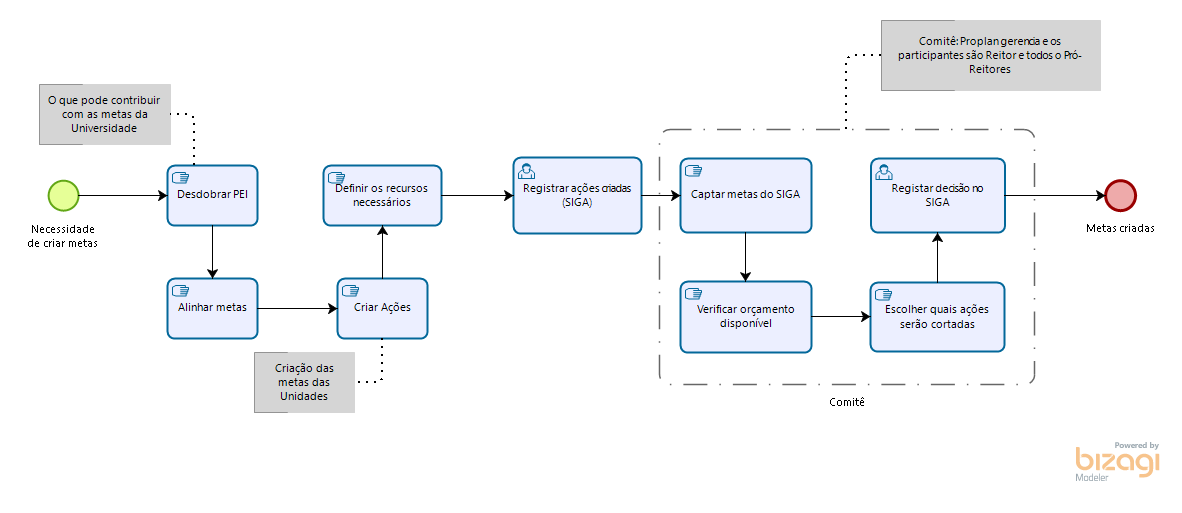 Comitê: Proplan gerencia e os
participantes são Reitor e todos o Pró-
Reitores
O que pode contribuir
com as metas da
Universidade
Desdobrar PEI
Definir os recursos
necessários
Registrar ações criadas
(SIGA)
Captar metas do SIGA
Registar decisão no
SIGA
Necessidade
de criar metas
Metas criadas
Alinhar metas
Criar Ações
Verificar orçamento
disponível
Escolher quais ações
serão cortadas
Criação das
metas das
Unidades
Comitê
Powered by
bizagi
Modeler